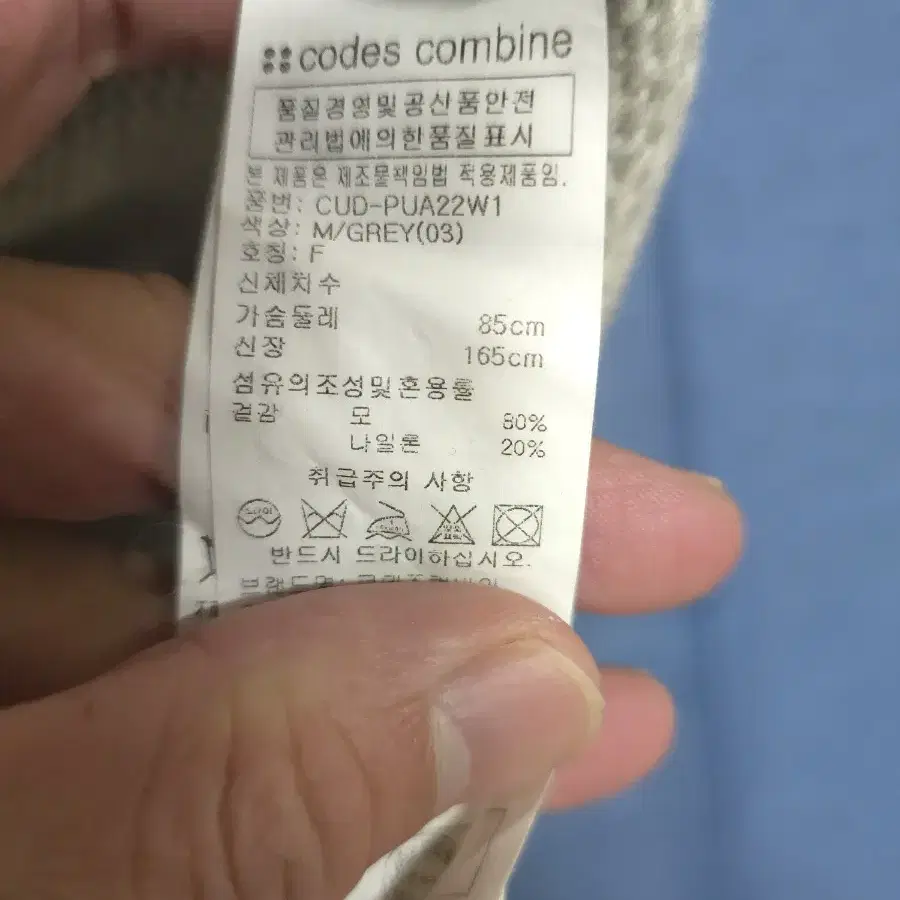 codes combine
품질경영및공산품안전
관리법에의한품질표시
본 제품은 제조물책임법 적용제품임.
품번: CUD-PUA22W1
색상: M/GREY(03)
호칭: F
신체치수
가슴둘레 85cm
신장 165cm
섬유의조성및혼용률
겉감 모 80%
나일론 20%
취급주의 사항
드라이
반드시 드라이하십시오.